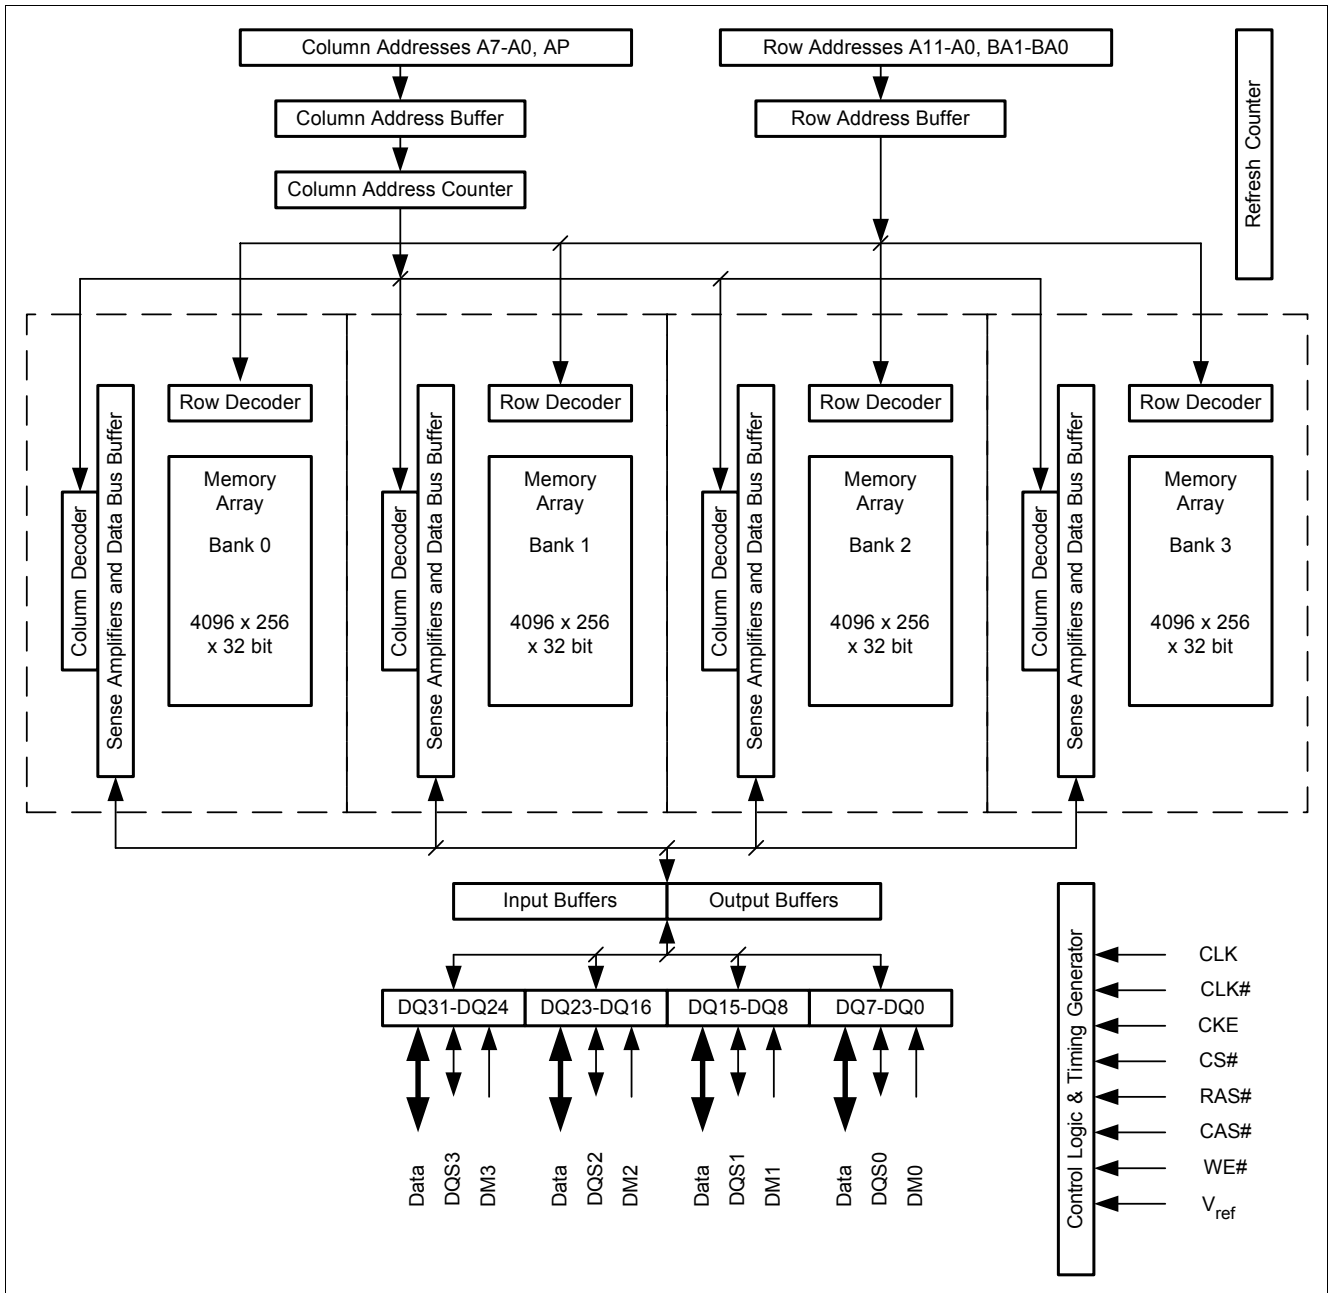 Column Addresses A7-A0, AP
Row Addresses A11-A0, BA1-BA0
Refresh Counter
Column Address Buffer
Row Address Buffer
Column Address Counter
Column Decoder
Sense Amplifiers and Data Bus Buffer
Row Decoder
Memory
Array
Bank 0
4096 x 256
x 32 bit
Column Decoder
Sense Amplifiers and Data Bus Buffer
Row Decoder
Memory
Array
Bank 1
4096 x 256
x 32 bit
Column Decoder
Sense Amplifiers and Data Bus Buffer
Row Decoder
Memory
Array
Bank 2
4096 x 256
x 32 bit
Column Decoder
Sense Amplifiers and Data Bus Buffer
Row Decoder
Memory
Array
Bank 3
4096 x 256
x 32 bit
Input Buffers
Output Buffers
DQ31-DQ24
DQ23-DQ16
DQ15-DQ8
DQ7-DQ0
Data
DQS3
DM3
Data
DQS2
DM2
Data
DQS1
DM1
Data
DQS0
DM0
Control Logic & Timing Generator
CLK
CLK#
CKE
CS#
RAS#
CAS#
WE#
Vref